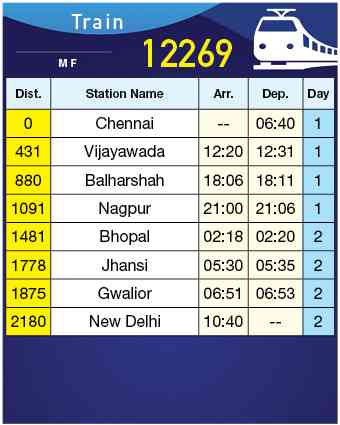 Train
MF 12269
Dist. Station Name Arr. Dep. Day
0 Chennai -- 06:40 1
431 Vijayawada 12:20 12:31 1
880 Balharshah 18:06 18:11 1
1091 Nagpur 21:00 21:06 1
1481 Bhopal 02:18 02:20 2
1778 Jhansi 05:30 05:35 2
1875 Gwalior 06:51 06:53 2
2180 New Delhi 10:40 -- 2